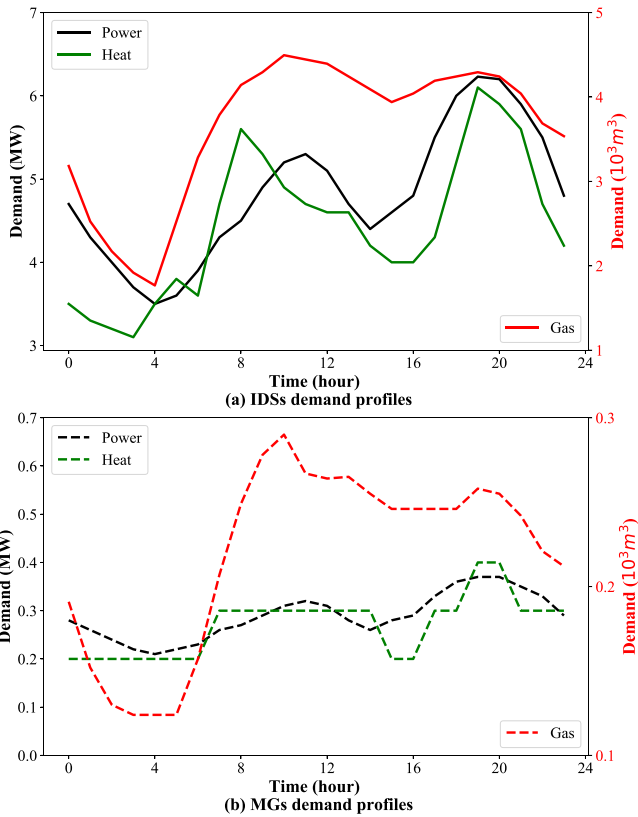 7
6
5
4
3
Demand (MW)
Power
Heat
Gas
5
4
3
2
1
Demand (10³m³)
0 4 8 12 16 20 24
Time (hour)
(a) IDSs demand profiles
0.7
0.6
0.5
0.4
0.3
0.2
0.1
0.0
Demand (MW)
Power
Heat
Gas
0.3
0.2
0.1
Demand (10³m³)
0 4 8 12 16 20 24
Time (hour)
(b) MGs demand profiles